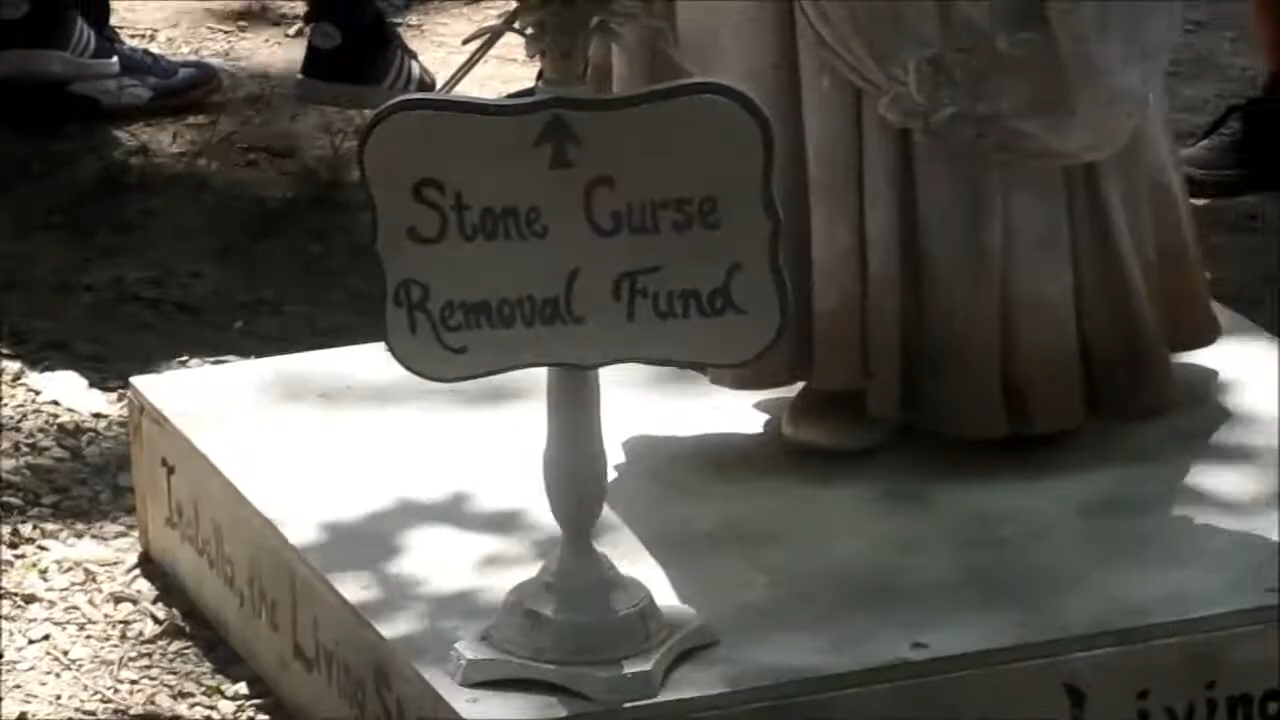 Stone Curse
Removal Fund
Isabella, the Living
Living